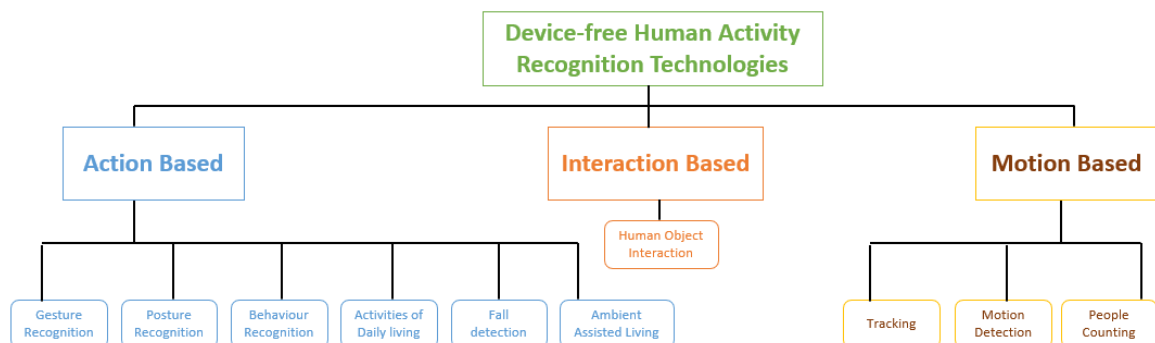 Device-free Human Activity
Recognition Technologies
Action Based
Interaction Based
Motion Based
Human Object
Interaction
Gesture
Recognition
Posture
Recognition
Behaviour
Recognition
Activities of
Daily living
Fall
detection
Ambient
Assisted Living
Tracking
Motion
Detection
People
Counting